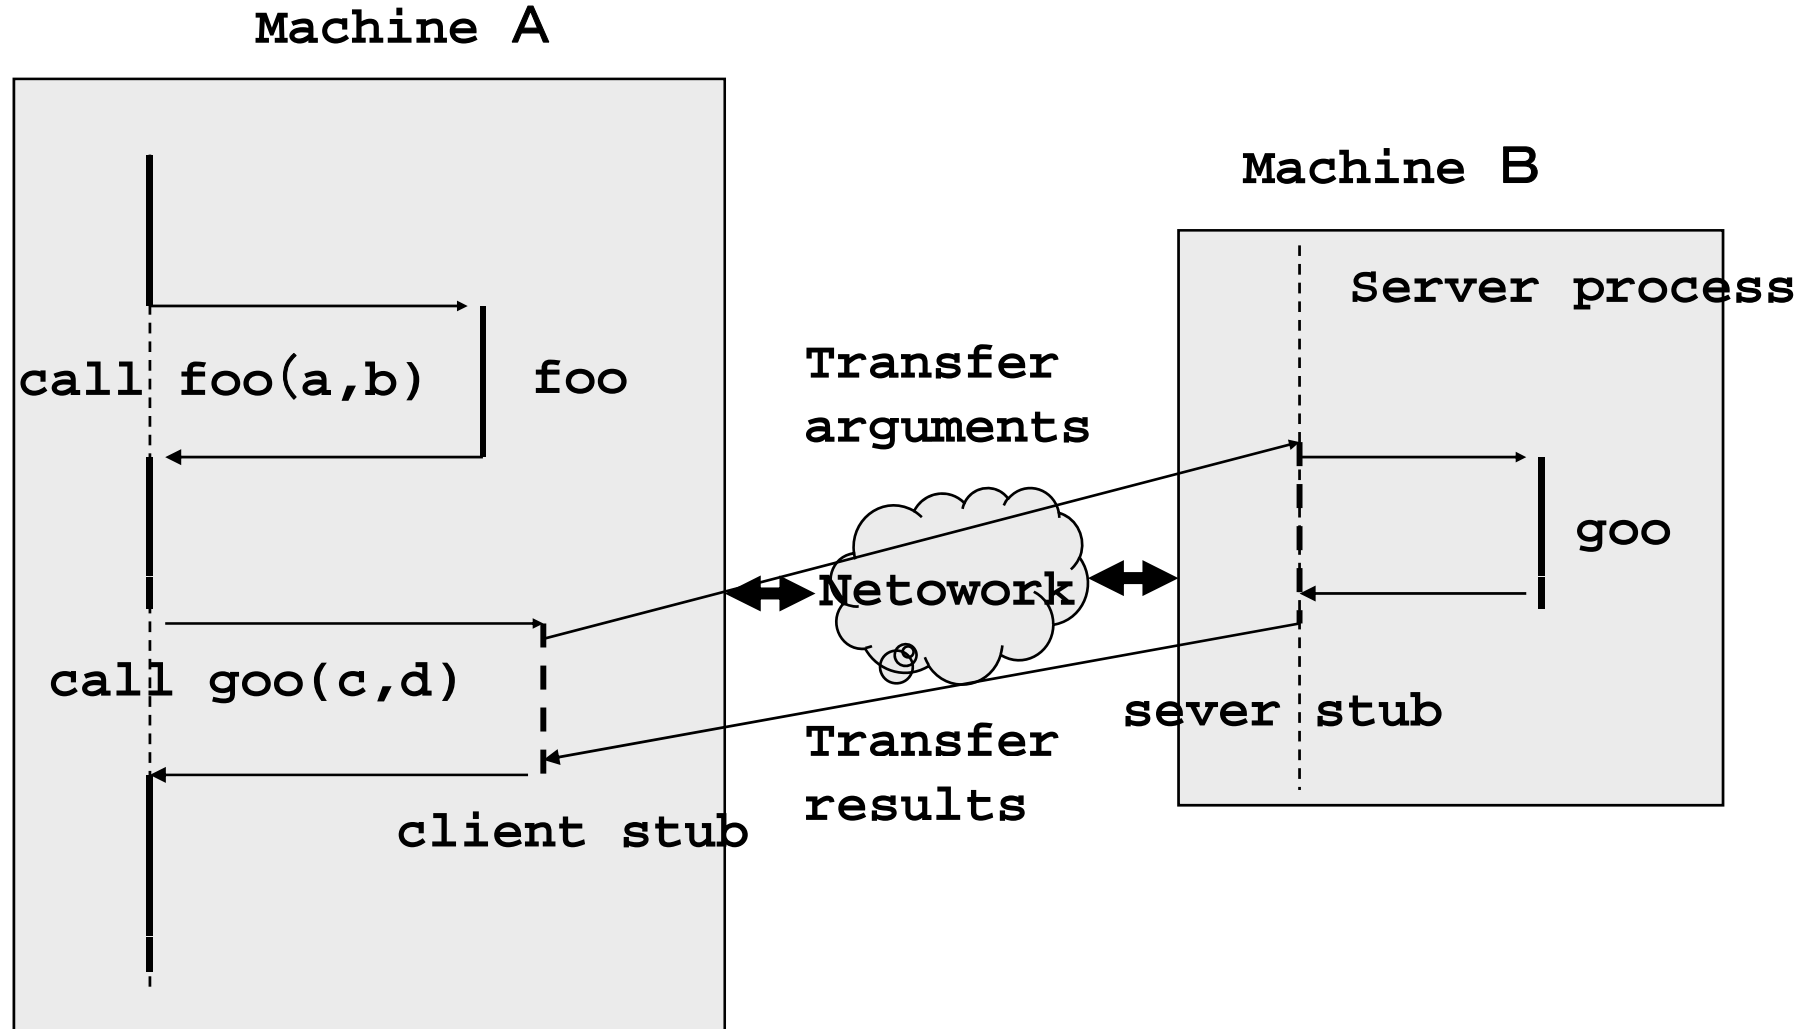 Machine A
Machine B
Server process
call foo(a,b)
foo
Transfer
arguments
goo
Netowork
call goo(c,d)
sever stub
Transfer
results
client stub